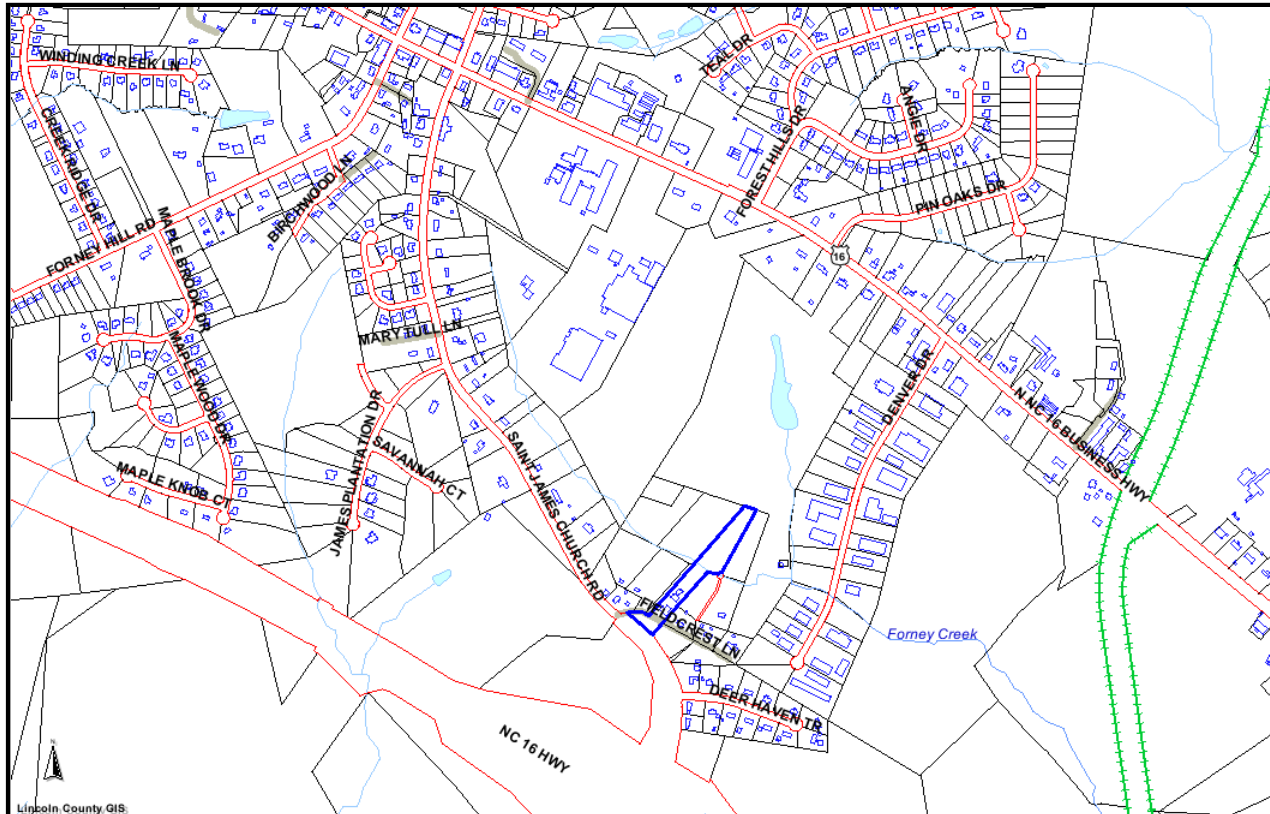 WINDING CREEK LN
TEAL DR
CREEK RIDGE DR
ANGIE DR
FOREST HILLS DR
BIRCHWOOD LN
PIN OAKS DR
MAPLE BROOK DR
FORNEY HILL RD
16
MARY TULL LN
MAPLEWOOD DR
DENVER DR
N NC 16 BUSINESS HWY
JAMES PLANTATION DR
SAVANNAH CT
SAINT JAMES CHURCH RD
MAPLE KNOB CT
FIELDCREST LN
Forney Creek
DEER HAVEN TR
NC 16 HWY
N
Lincoln County GIS